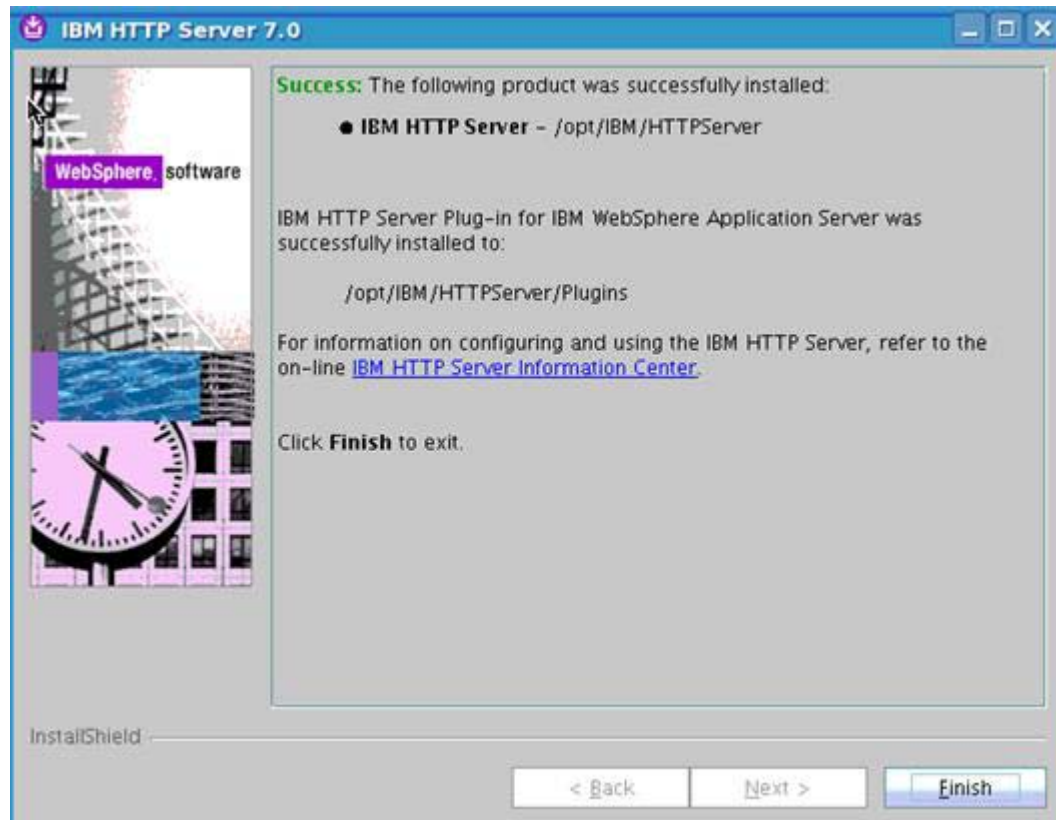 IBM HTTP Server 7.0
WebSphere. software
Success: The following product was successfully installed:
● IBM HTTP Server – /opt/IBM/HTTPServer
IBM HTTP Server Plug-in for IBM WebSphere Application Server was
successfully installed to:
/opt/IBM/HTTPServer/Plugins
For information on configuring and using the IBM HTTP Server, refer to the
on-line IBM HTTP Server Information Center.
Click Finish to exit.
InstallShield
< Back
Next >
Finish